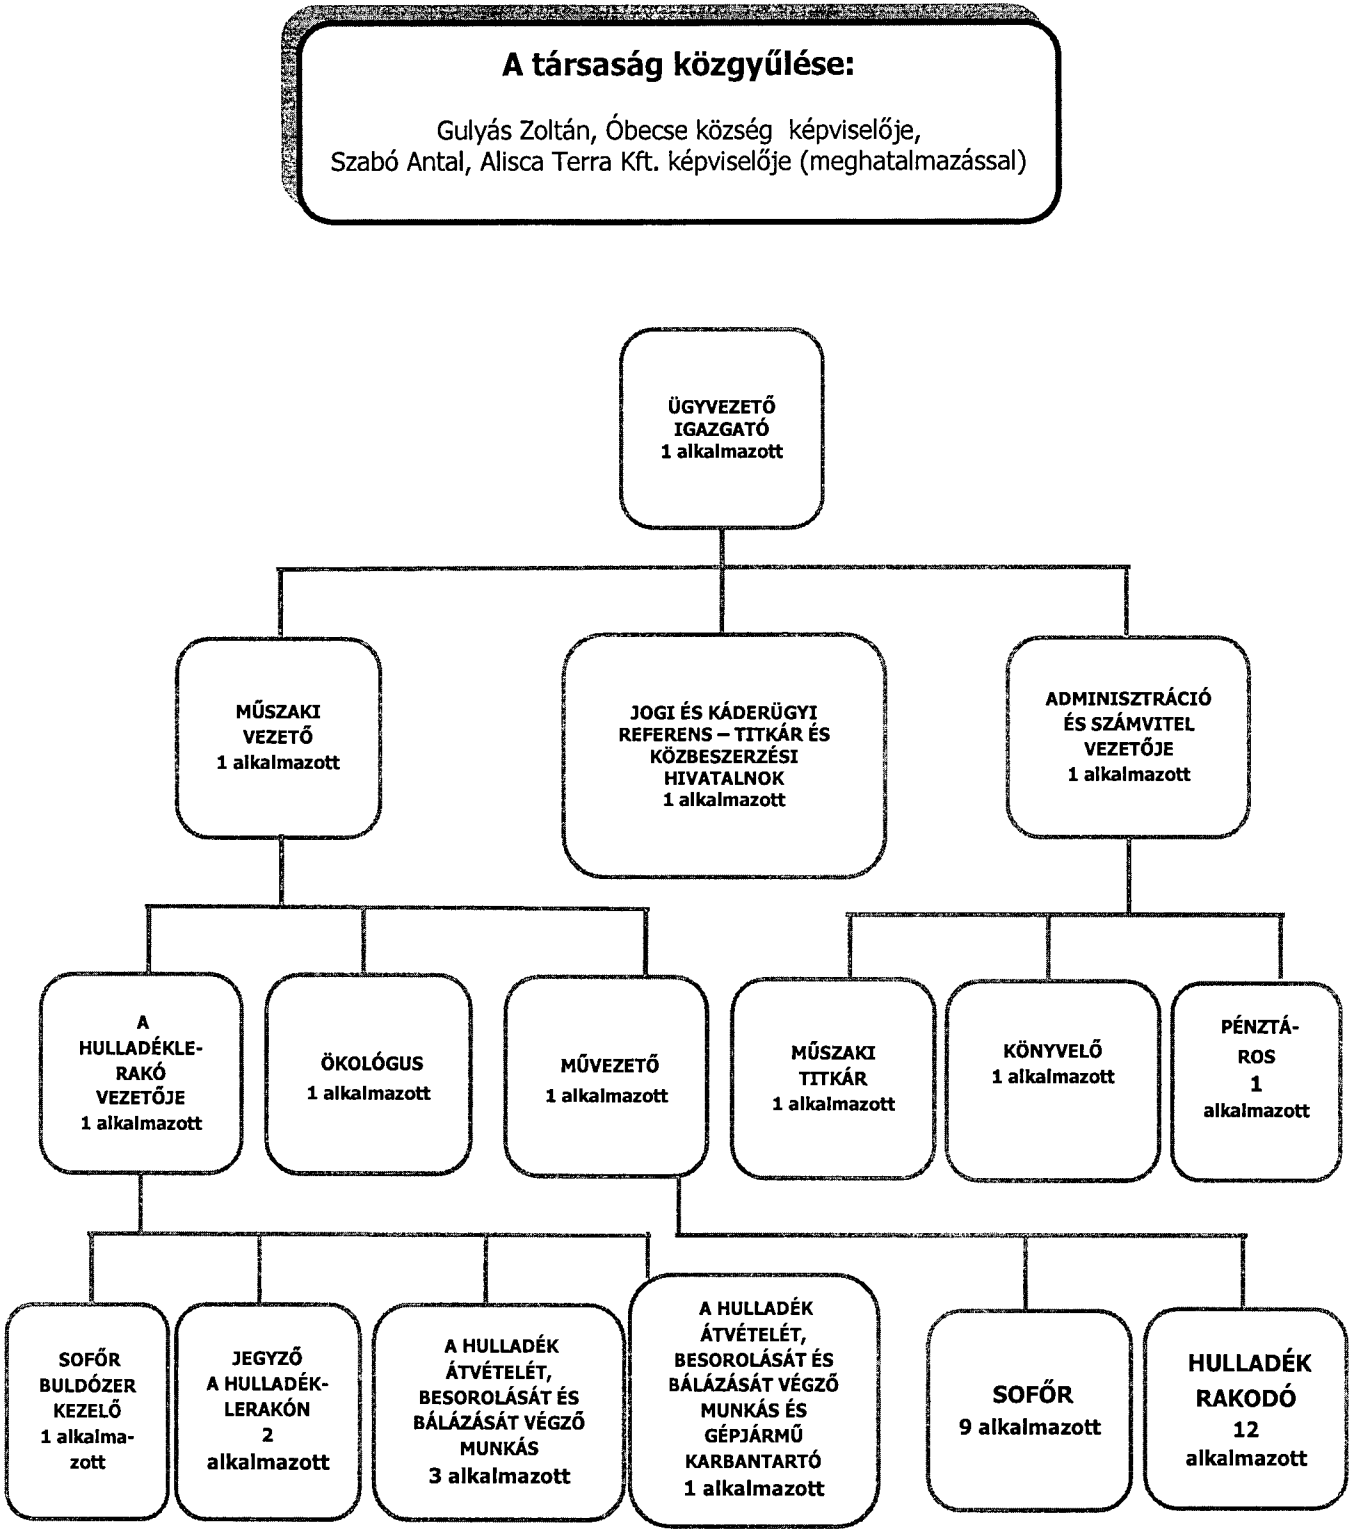 A társaság közgyűlése:
Gulyás Zoltán, Óbecse község képviselője,
Szabó Antal, Alisca Terra Kft. képviselője (meghatalmazással)
ÜGYVEZETŐ
IGAZGATÓ
1 alkalmazott
MŰSZAKI
VEZETŐ
1 alkalmazott
JOGI ÉS KÁDERÜGYI
REFERENS – TITKÁR ÉS
KÖZBESZERZÉSI
HIVATALNOK
1 alkalmazott
ADMINISZTRÁCIÓ
ÉS SZÁMVITEL
VEZETŐJE
1 alkalmazott
A
HULLADÉKLE-
RAKÓ
VEZETŐJE
1 alkalmazott
ÖKOLÓGUS
1 alkalmazott
MŰVEZETŐ
1 alkalmazott
MŰSZAKI
TITKÁR
1 alkalmazott
KÖNYVELŐ
1 alkalmazott
PÉNZTÁ-
ROS
1
alkalmazott
SOFŐR
BULDÓZER
KEZELŐ
1 alkalma-
zott
JEGYZŐ
A HULLADÉK-
LERAKÓN
2
alkalmazott
A HULLADÉK
ÁTVÉTELÉT,
BESOROLÁSÁT ÉS
BÁLÁZÁSÁT VÉGZŐ
MUNKÁS
3 alkalmazott
A HULLADÉK
ÁTVÉTELÉT,
BESOROLÁSÁT ÉS
BÁLÁZÁSÁT VÉGZŐ
MUNKÁS ÉS
GÉPJÁRMŰ
KARBANTARTÓ
1 alkalmazott
SOFŐR
9 alkalmazott
HULLADÉK
RAKODÓ
12
alkalmazott